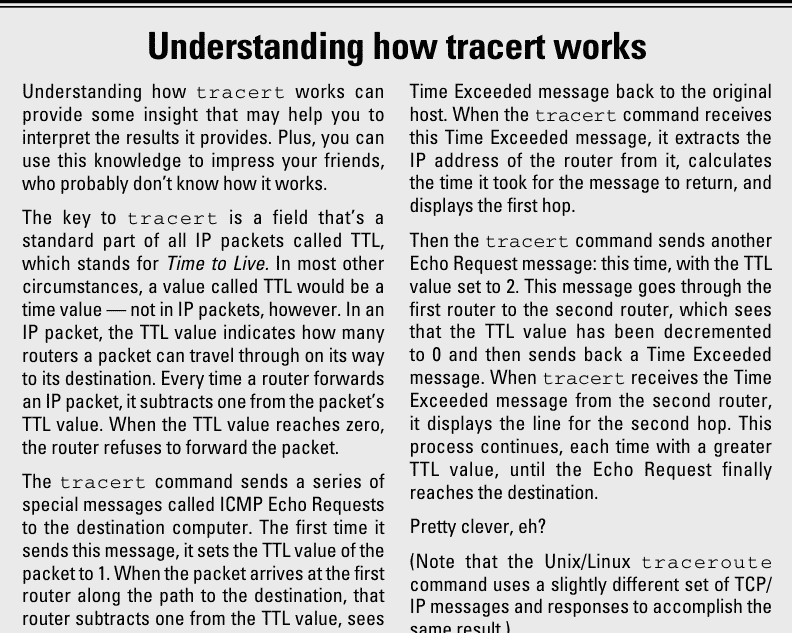 Understanding how tracert works
Understanding how tracert works can
provide some insight that may help you to
interpret the results it provides. Plus, you can
use this knowledge to impress your friends,
who probably don't know how it works.
The key to tracert is a field that's a
standard part of all IP packets called TTL,
which stands for Time to Live. In most other
circumstances, a value called TTL would be a
time value — not in IP packets, however. In an
IP packet, the TTL value indicates how many
routers a packet can travel through on its way
to its destination. Every time a router forwards
an IP packet, it subtracts one from the packet's
TTL value. When the TTL value reaches zero,
the router refuses to forward the packet.
The tracert command sends a series of
special messages called ICMP Echo Requests
to the destination computer. The first time it
sends this message, it sets the TTL value of the
packet to 1. When the packet arrives at the first
router along the path to the destination, that
router subtracts one from the TTL value, sees
Time Exceeded message back to the original
host. When the tracert command receives
this Time Exceeded message, it extracts the
IP address of the router from it, calculates
the time it took for the message to return, and
displays the first hop.
Then the tracert command sends another
Echo Request message: this time, with the TTL
value set to 2. This message goes through the
first router to the second router, which sees
that the TTL value has been decremented
to 0 and then sends back a Time Exceeded
message. When tracert receives the Time
Exceeded message from the second router,
it displays the line for the second hop. This
process continues, each time with a greater
TTL value, until the Echo Request finally
reaches the destination.
Pretty clever, eh?
(Note that the Unix/Linux traceroute
command uses a slightly different set of TCP/
IP messages and responses to accomplish the
same result.)